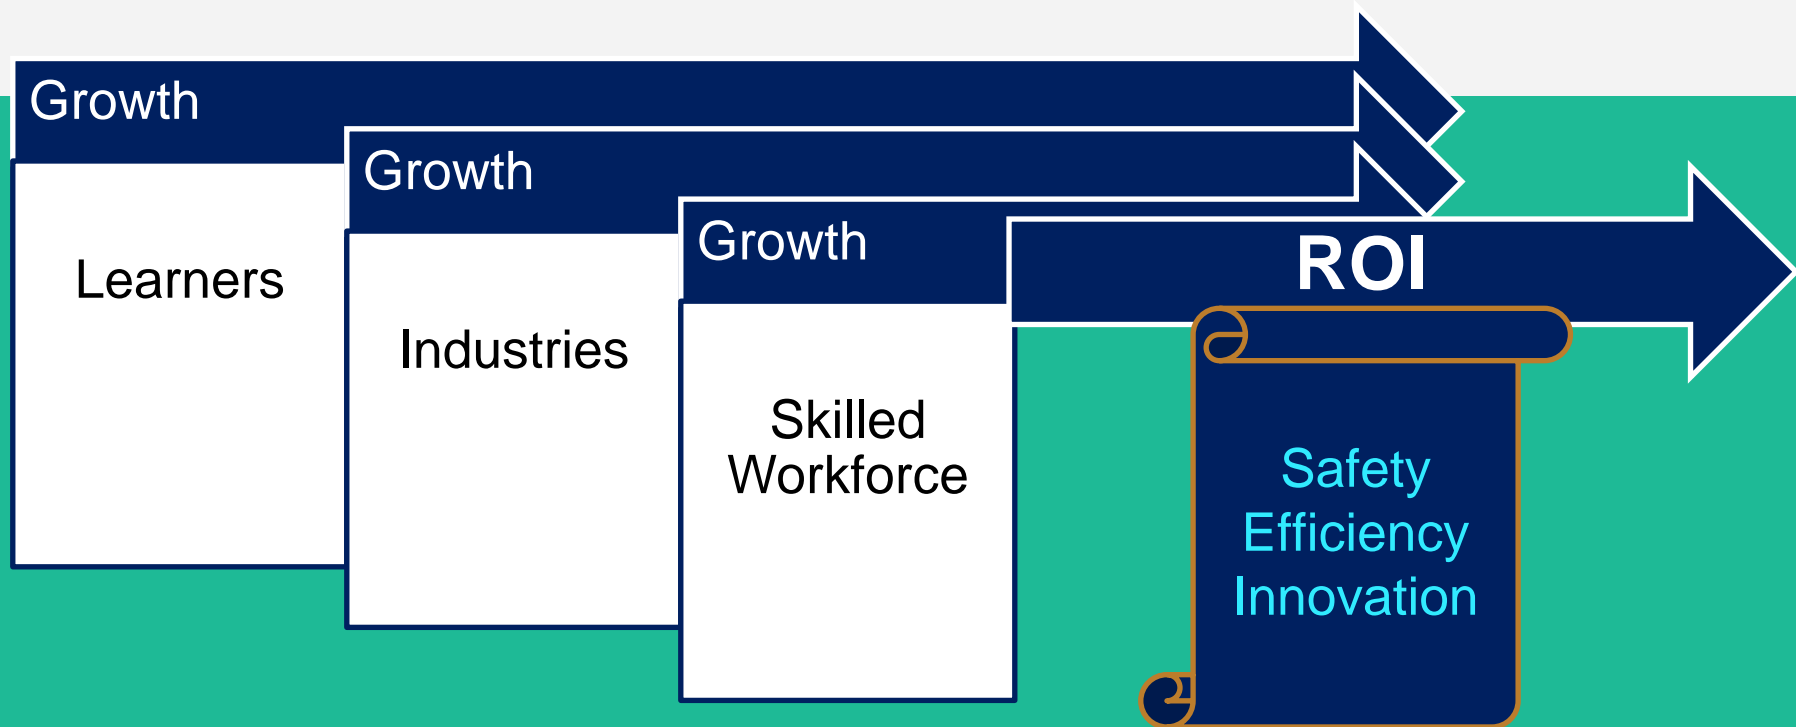 Growth
Learners
Growth
Industries
Growth
Skilled
Workforce
ROI
Safety
Efficiency
Innovation